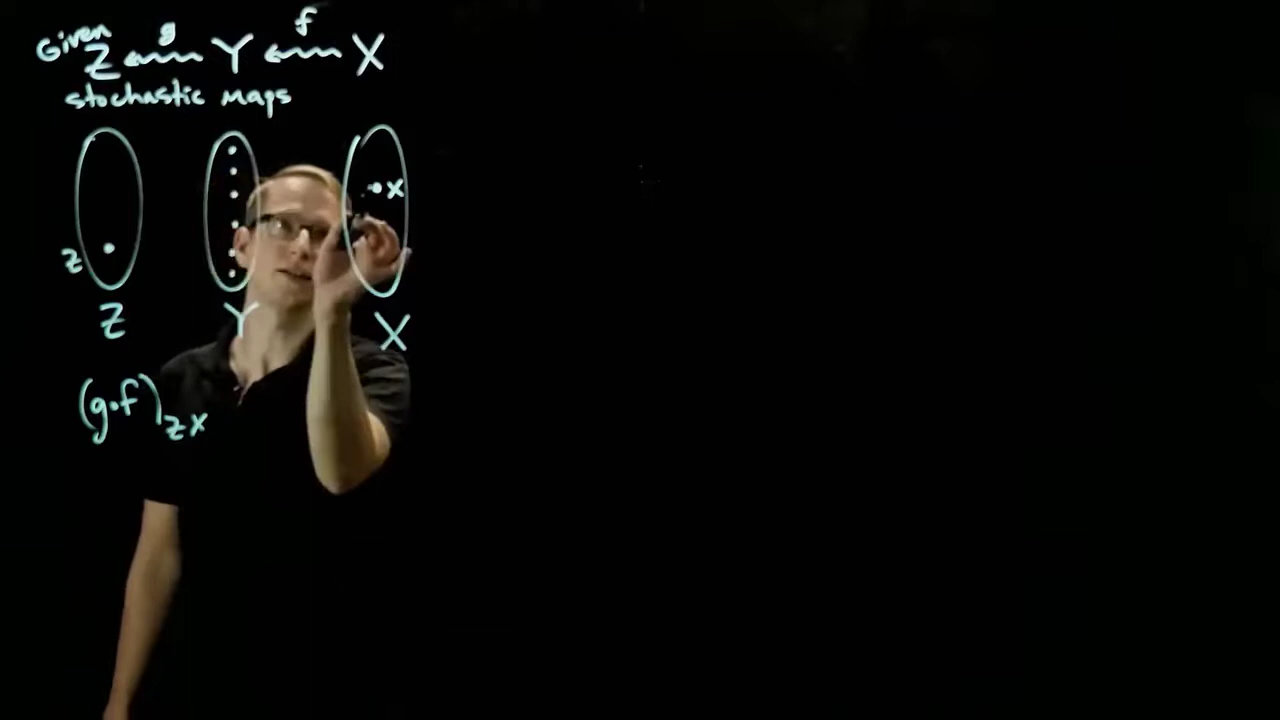 Given
Z ⇜ g Y ⇜ f X
stochastic maps
x
z
Z Y X
(g∘f)zx